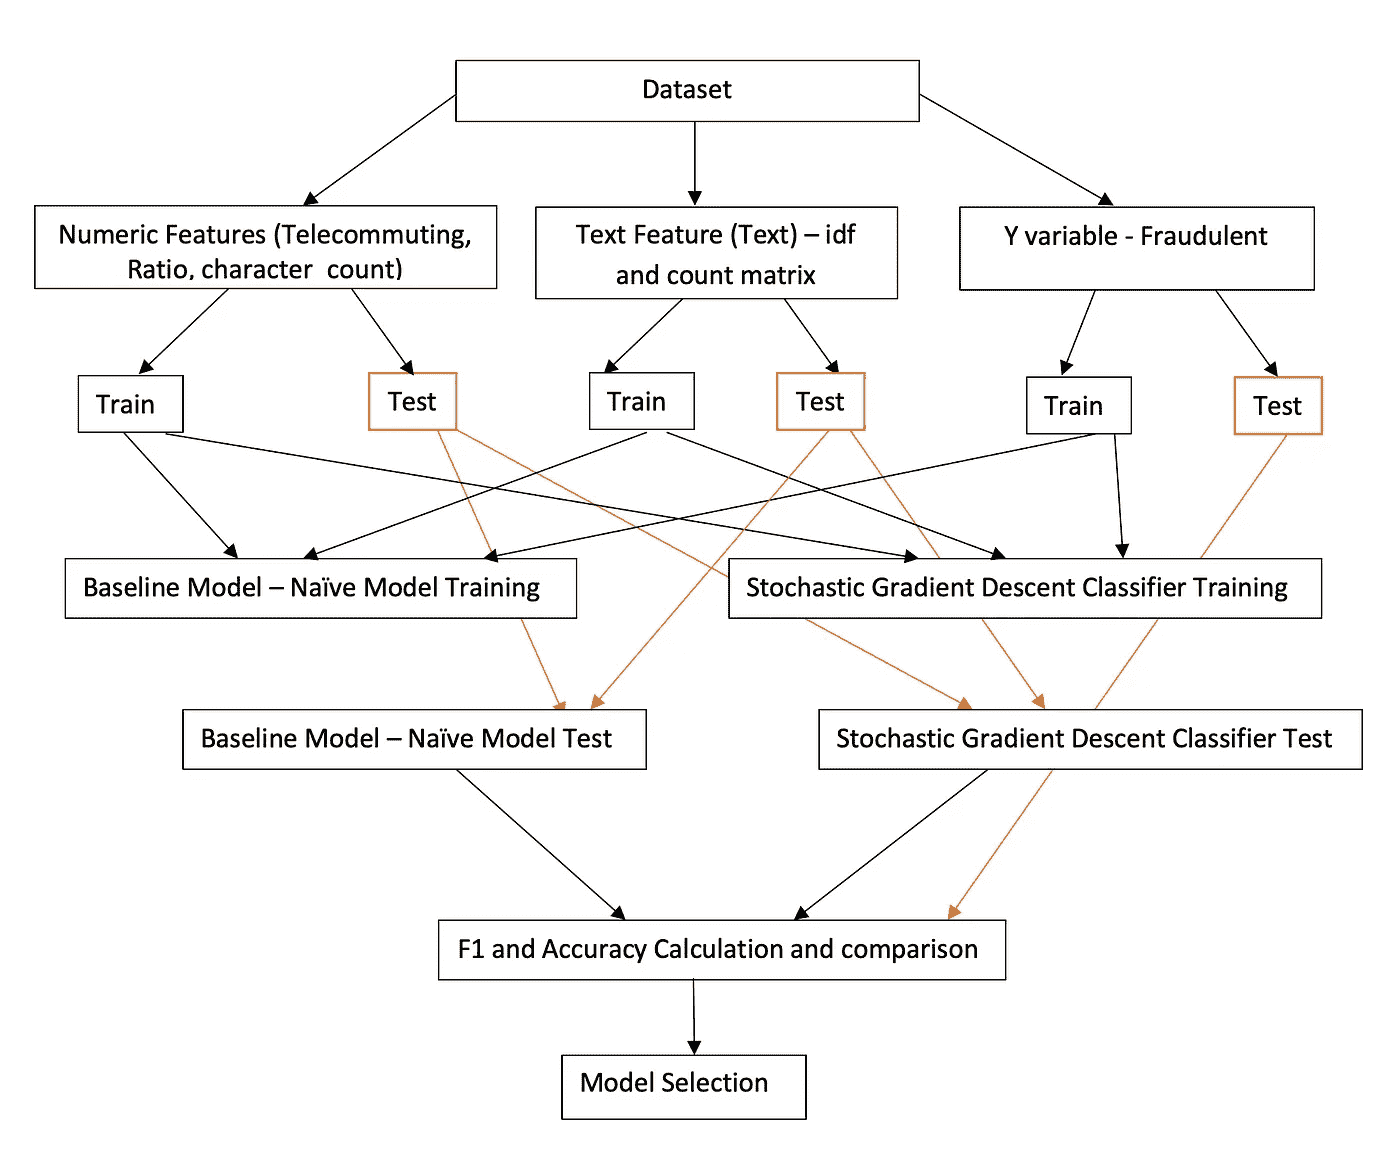 Dataset
Numeric Features (Telecommuting,
Ratio, character_count)
Text Feature (Text) – idf
and count matrix
Y variable - Fraudulent
Train
Test
Train
Test
Train
Test
Baseline Model – Naïve Model Training
Stochastic Gradient Descent Classifier Training
Baseline Model – Naïve Model Test
Stochastic Gradient Descent Classifier Test
F1 and Accuracy Calculation and comparison
Model Selection